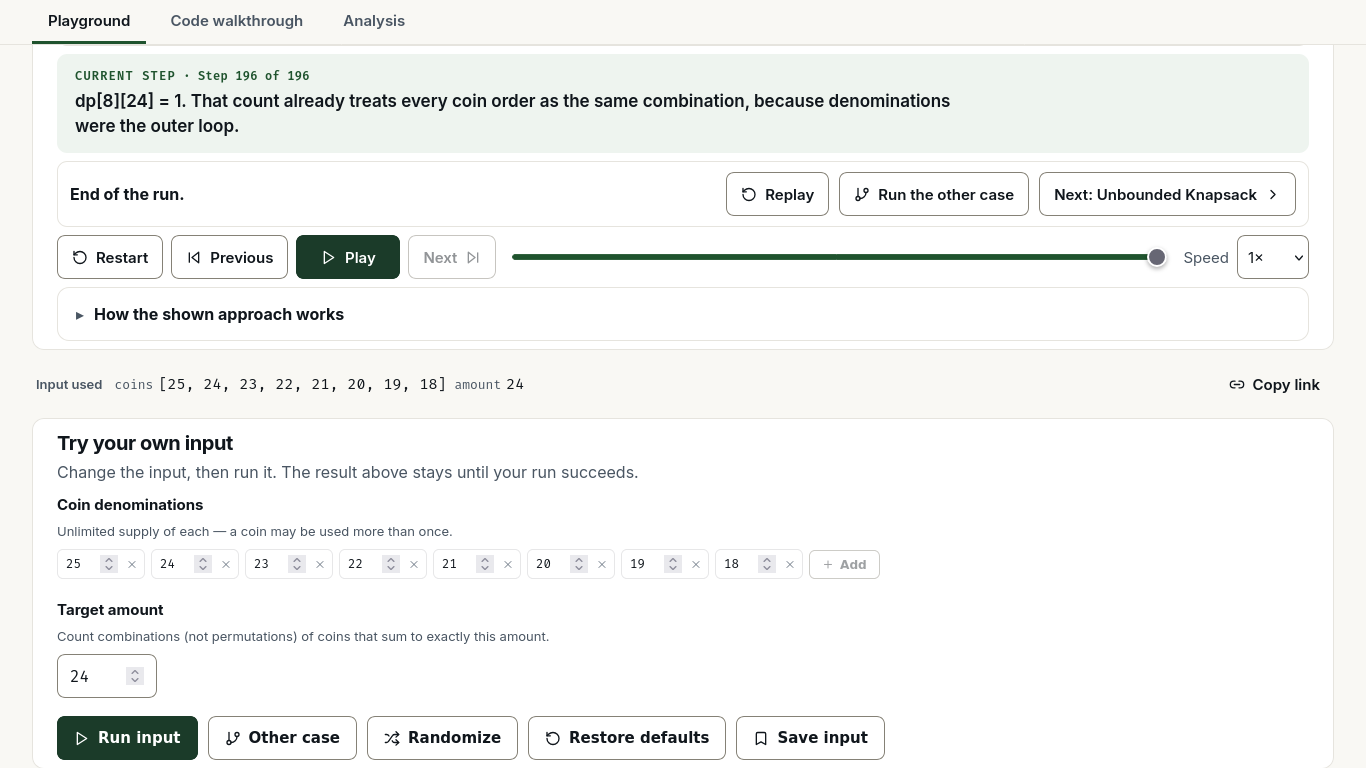 Playground Code walkthrough Analysis
CURRENT STEP · Step 196 of 196
dp[8][24] = 1. That count already treats every coin order as the same combination, because denominations
were the outer loop.
End of the run. Replay Run the other case Next: Unbounded Knapsack
Restart Previous Play Next Speed 1×
How the shown approach works
Input used coins [25, 24, 23, 22, 21, 20, 19, 18] amount 24 Copy link
Try your own input
Change the input, then run it. The result above stays until your run succeeds.
Coin denominations
Unlimited supply of each — a coin may be used more than once.
25 × 24 × 23 × 22 × 21 × 20 × 19 × 18 × + Add
Target amount
Count combinations (not permutations) of coins that sum to exactly this amount.
24
Run input Other case Randomize Restore defaults Save input